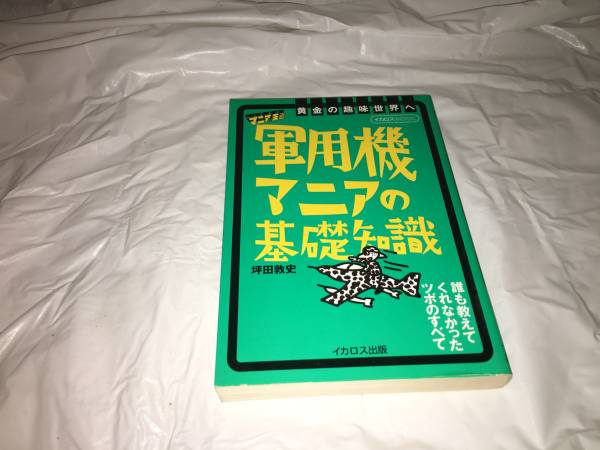 黄金の趣味世界へ
マニア王
イカロスMOOK
軍用機
マニアの
基礎知識
坪田敦史
誰も教えて
くれなかった
ツボのすべて
イカロス出版